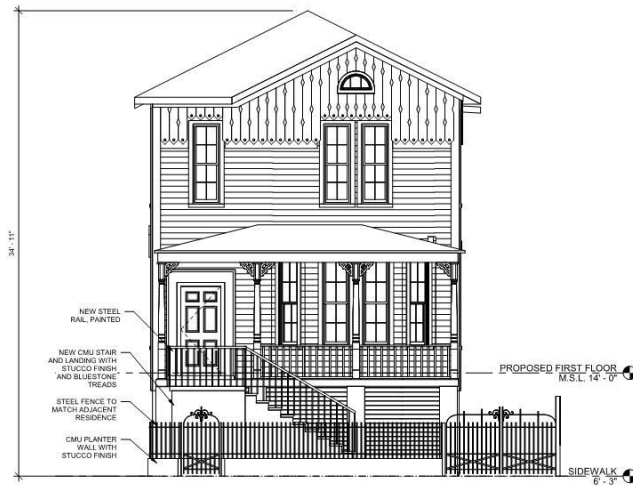 34' - 11"
NEW STEEL
RAIL, PAINTED
NEW CMU STAIR
AND LANDING WITH
STUCCO FINISH
AND BLUESTONE
TREADS
PROPOSED FIRST FLOOR
M.S.L. 14' - 0"
STEEL FENCE TO
MATCH ADJACENT
RESIDENCE
CMU PLANTER
WALL WITH
STUCCO FINISH
SIDEWALK
6' - 3"